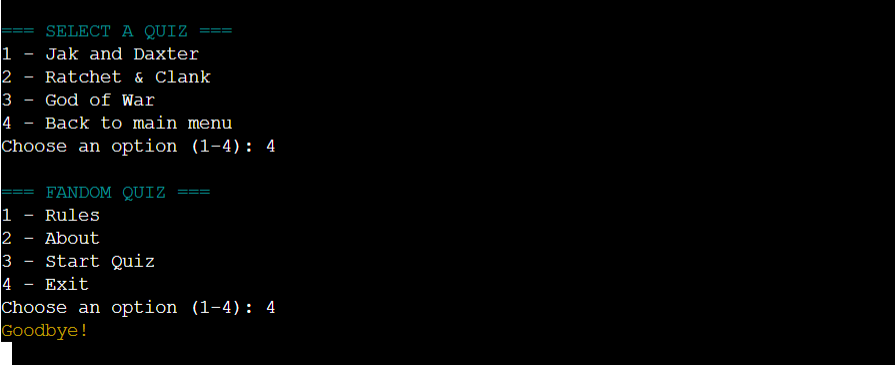 === SELECT A QUIZ ===
1 - Jak and Daxter
2 - Ratchet & Clank
3 - God of War
4 - Back to main menu
Choose an option (1-4): 4
=== FANDOM QUIZ ===
1 - Rules
2 - About
3 - Start Quiz
4 - Exit
Choose an option (1-4): 4
Goodbye!